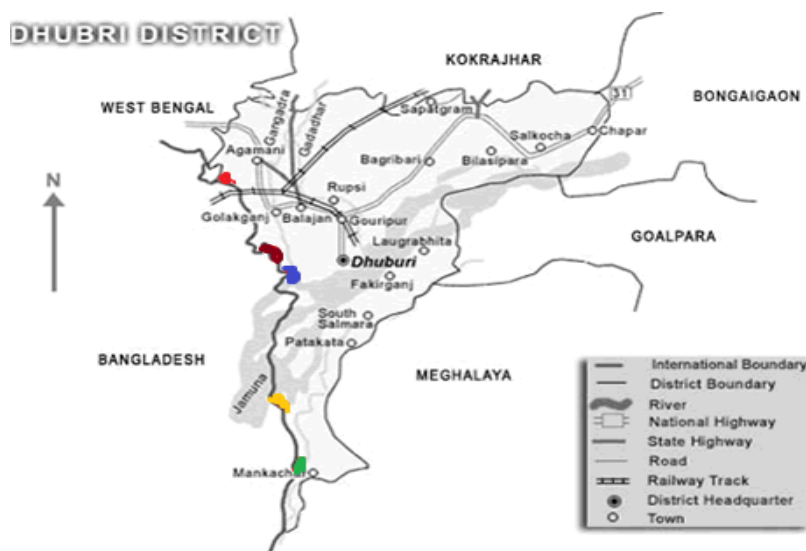 DHUBRI DISTRICT
KOKRAJHAR
WEST BENGAL
BONGAIGAON
Gangadra
Gadadhar
Sapatgram
31
Salkocha
Chapar
Agamani
Bagribari
Bilasipara
N
Rupsi
Golakganj
Balajan
Gouripur
Laugrabhita
GOALPARA
Dhuburi
Fakirganj
South
Salmara
Patakata
BANGLADESH
MEGHALAYA
Jamuna
Mankachar
International Boundary
District Boundary
River
National Highway
State Highway
Road
Railway Track
District Headquarter
Town